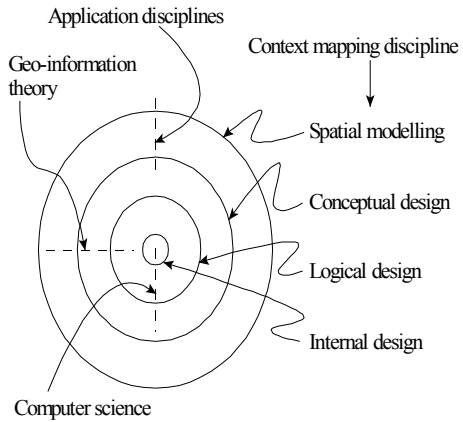 Application disciplines
Context mapping discipline
Geo-information
theory
Spatial modelling
Conceptual design
Logical design
Internal design
Computer science